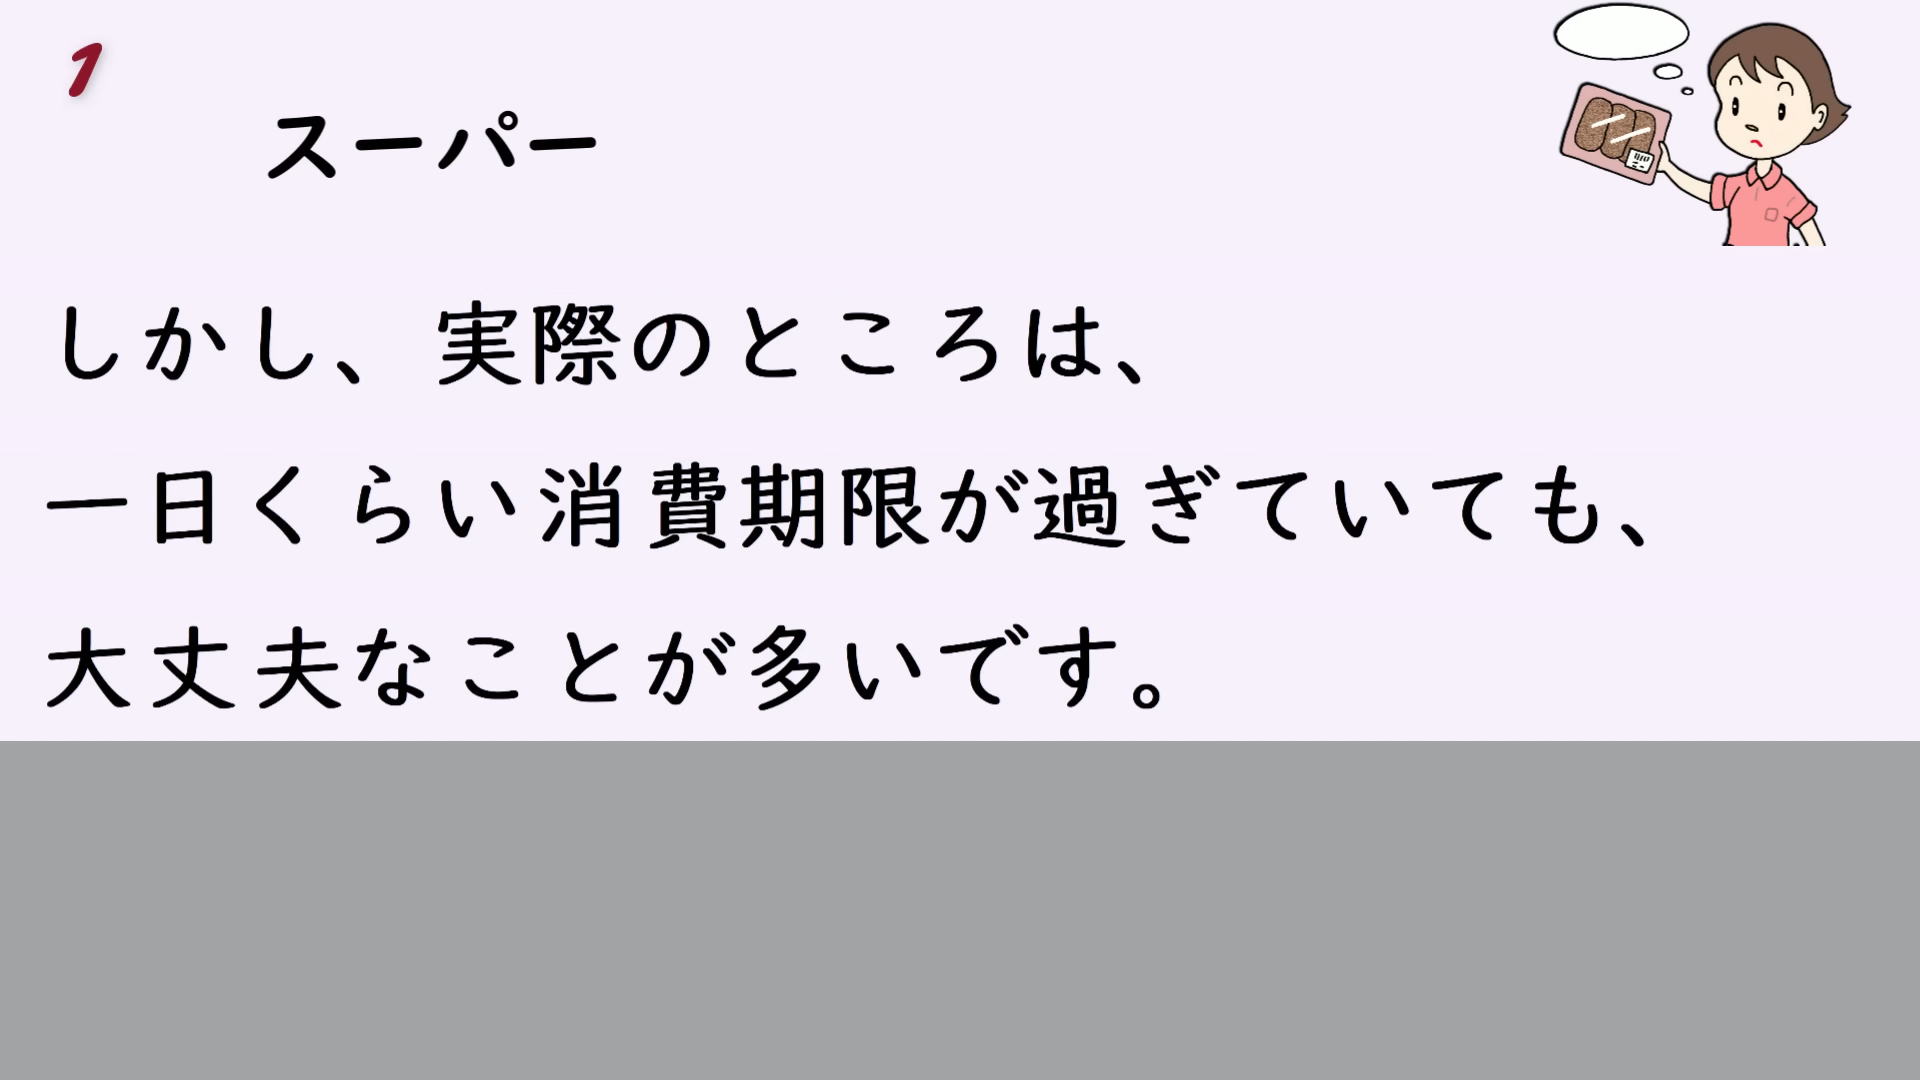 1
スーパー
しかし、実際のところは、
一日くらい消費期限が過ぎていても、
大丈夫なことが多いです。